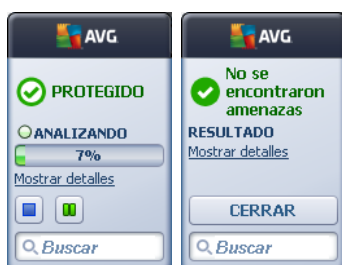 AVG
PROTEGIDO
ANALIZANDO
7%
Mostrar detalles
Buscar
AVG
No se
encontraron
amenazas
RESULTADO
Mostrar detalles
CERRAR
Buscar